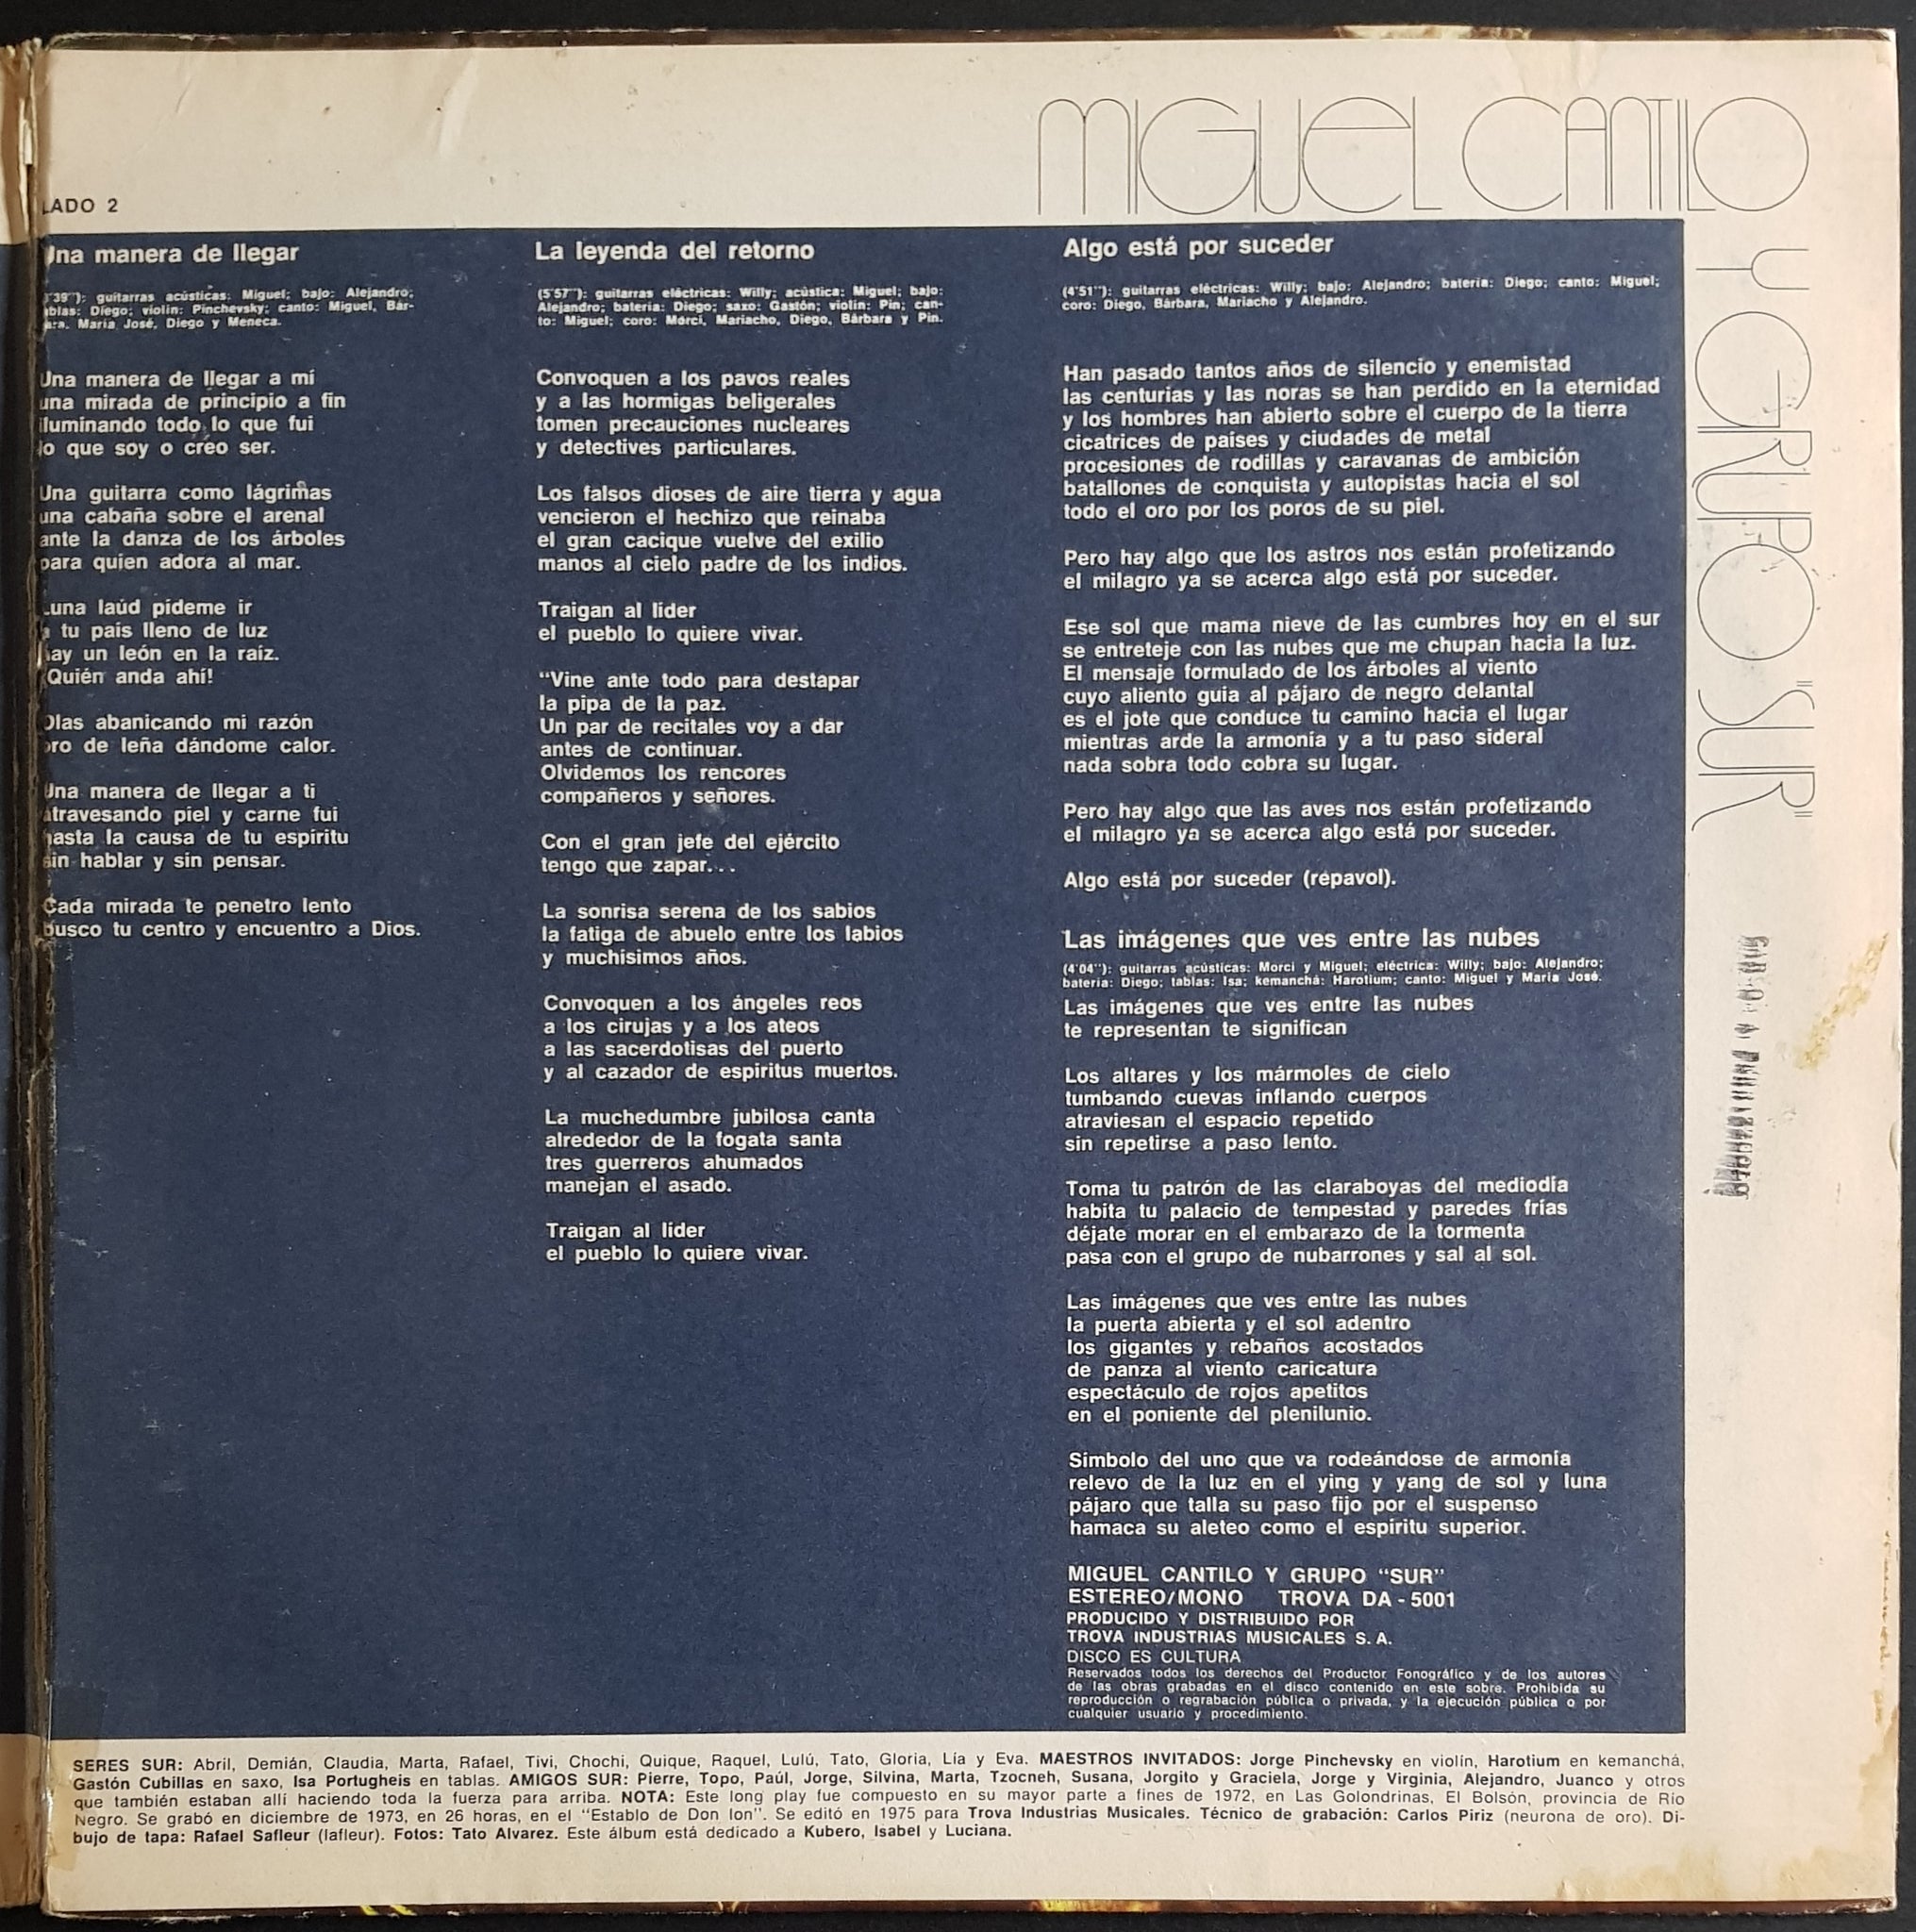 MIGUEL CANTILO
Y GRUPO "SUR"
LADO 2
Una manera de llegar
(3'39"): guitarras acústicas: Miguel; bajo: Alejandro;
tablas: Diego; violín: Pinchevsky; canto: Miguel, Bár-
bara, María José, Diego y Meneca.
Una manera de llegar a mí
una mirada de principio a fin
iluminando todo lo que fui
lo que soy o creo ser.
Una guitarra como lágrimas
una cabaña sobre el arenal
ante la danza de los árboles
para quien adora al mar.
Luna laúd pídeme ir
a tu país lleno de luz
hay un león en la raíz.
¡Quién anda ahí!
Olas abanicando mi razón
oro de leña dándome calor.
Una manera de llegar a ti
atravesando piel y carne fui
hasta la causa de tu espíritu
sin hablar y sin pensar.
Cada mirada te penetro lento
busco tu centro y encuentro a Dios.
La leyenda del retorno
(5'57"): guitarras eléctricas: Willy; acústica: Miguel; bajo:
Alejandro; batería: Diego; saxo: Gastón; violín: Pin; can-
to: Miguel; coro: Morci, Mariacho, Diego, Bárbara y Pin.
Convoquen a los pavos reales
y a las hormigas beligerales
tomen precauciones nucleares
y detectives particulares.
Los falsos dioses de aire tierra y agua
vencieron el hechizo que reinaba
el gran cacique vuelve del exilio
manos al cielo padre de los indios.
Traigan al líder
el pueblo lo quiere vivar.
"Vine ante todo para destapar
la pipa de la paz.
Un par de recitales voy a dar
antes de continuar.
Olvidemos los rencores
compañeros y señores.
Con el gran jefe del ejército
tengo que zapar...
La sonrisa serena de los sabios
la fatiga de abuelo entre los labios
y muchísimos años.
Convoquen a los ángeles reos
a los cirujas y a los ateos
a las sacerdotisas del puerto
y al cazador de espíritus muertos.
La muchedumbre jubilosa canta
alrededor de la fogata santa
tres guerreros ahumados
manejan el asado.
Traigan al líder
el pueblo lo quiere vivar.
Algo está por suceder
(4'51"): guitarras eléctricas: Willy; bajo: Alejandro; batería: Diego; canto: Miguel;
coro: Diego, Bárbara, Mariacho y Alejandro.
Han pasado tantos años de silencio y enemistad
las centurias y las noras se han perdido en la eternidad
y los hombres han abierto sobre el cuerpo de la tierra
cicatrices de países y ciudades de metal
procesiones de rodillas y caravanas de ambición
batallones de conquista y autopistas hacia el sol
todo el oro por los poros de su piel.
Pero hay algo que los astros nos están profetizando
el milagro ya se acerca algo está por suceder.
Ese sol que mama nieve de las cumbres hoy en el sur
se entreteje con las nubes que me chupan hacia la luz.
El mensaje formulado de los árboles al viento
cuyo aliento guía al pájaro de negro delantal
es el jote que conduce tu camino hacia el lugar
mientras arde la armonía y a tu paso sideral
nada sobra todo cobra su lugar.
Pero hay algo que las aves nos están profetizando
el milagro ya se acerca algo está por suceder.
Algo está por suceder (repavol).
Las imágenes que ves entre las nubes
(4'04"): guitarras acústicas: Morci y Miguel; eléctrica: Willy; bajo: Alejandro;
batería: Diego; tablas: Isa; kemanchá: Harotium; canto: Miguel y María José.
Las imágenes que ves entre las nubes
te representan te significan
Los altares y los mármoles de cielo
tumbando cuevas inflando cuerpos
atraviesan el espacio repetido
sin repetirse a paso lento.
Toma tu patrón de las claraboyas del mediodía
habita tu palacio de tempestad y paredes frías
déjate morar en el embarazo de la tormenta
pasa con el grupo de nubarrones y sal al sol.
Las imágenes que ves entre las nubes
la puerta abierta y el sol adentro
los gigantes y rebaños acostados
de panza al viento caricatura
espectáculo de rojos apetitos
en el poniente del plenilunio.
Símbolo del uno que va rodeándose de armonía
relevo de la luz en el ying y yang de sol y luna
pájaro que talla su paso fijo por el suspenso
hamaca su aleteo como el espíritu superior.
MIGUEL CANTILO Y GRUPO "SUR"
ESTEREO/MONO TROVA DA - 5001
PRODUCIDO Y DISTRIBUIDO POR
TROVA INDUSTRIAS MUSICALES S. A.
DISCO ES CULTURA
Reservados todos los derechos del Productor Fonográfico y de los autores
de las obras grabadas en el disco contenido en este sobre. Prohibida su
reproducción o regrabación pública o privada, y la ejecución pública o por
cualquier usuario y procedimiento.
SERES SUR: Abril, Demián, Claudia, Marta, Rafael, Tivi, Chochi, Quique, Raquel, Lulú, Tato, Gloria, Lía y Eva. MAESTROS INVITADOS: Jorge Pinchevsky en violín, Harotium en kemanchá,
Gastón Cubillas en saxo, Isa Portugheis en tablas. AMIGOS SUR: Pierre, Topo, Paúl, Jorge, Silvina, Marta, Tzocneh, Susana, Jorgito y Graciela, Jorge y Virginia, Alejandro, Juanco y otros
que también estaban allí haciendo toda la fuerza para arriba. NOTA: Este long play fue compuesto en su mayor parte a fines de 1972, en Las Golondrinas, El Bolsón, provincia de Río
Negro. Se grabó en diciembre de 1973, en 26 horas, en el "Establo de Don Ion". Se editó en 1975 para Trova Industrias Musicales. Técnico de grabación: Carlos Piriz (neurona de oro). Di-
bujo de tapa: Rafael Safleur (lafleur). Fotos: Tato Alvarez. Este álbum está dedicado a Kubero, Isabel y Luciana.